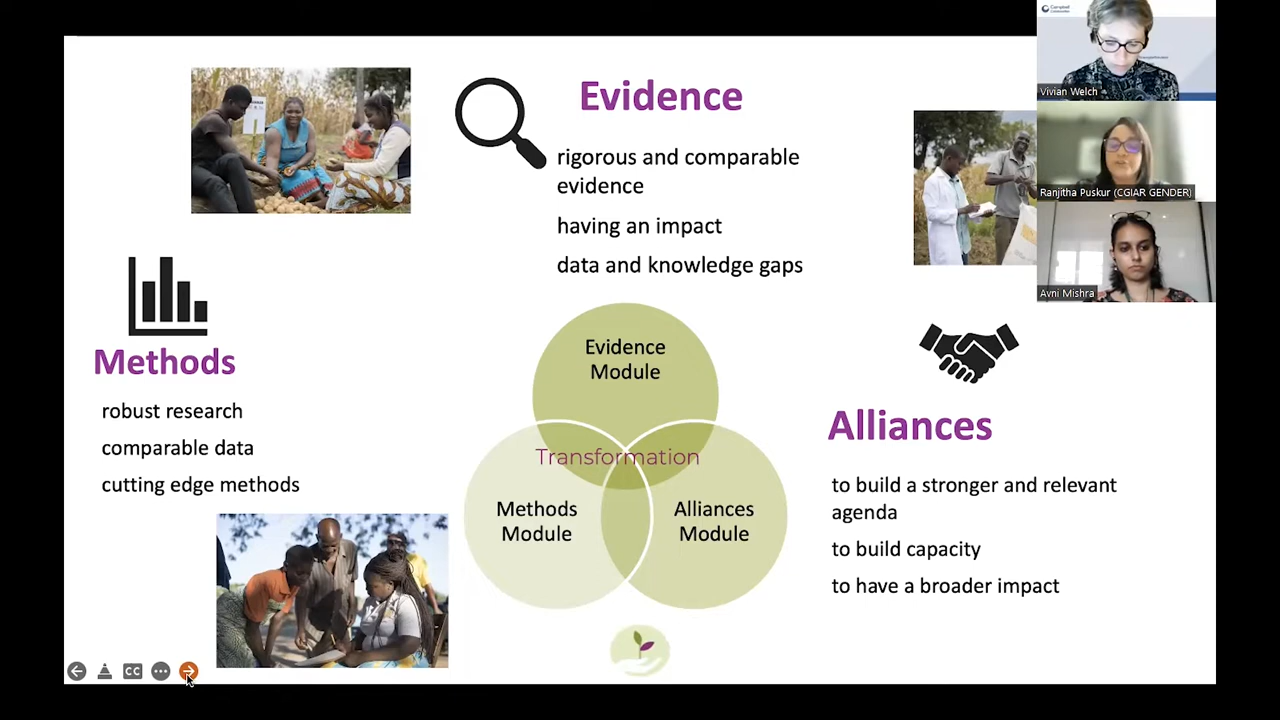 Evidence
rigorous and comparable
evidence
having an impact
data and knowledge gaps
Methods
robust research
comparable data
cutting edge methods
Evidence
Module
Transformation
Methods
Module
Alliances
Module
Alliances
to build a stronger and relevant
agenda
to build capacity
to have a broader impact
CC
Campbell
Vivian Welch
Ranjitha Puskur (CGIAR GENDER)
Avni Mishra